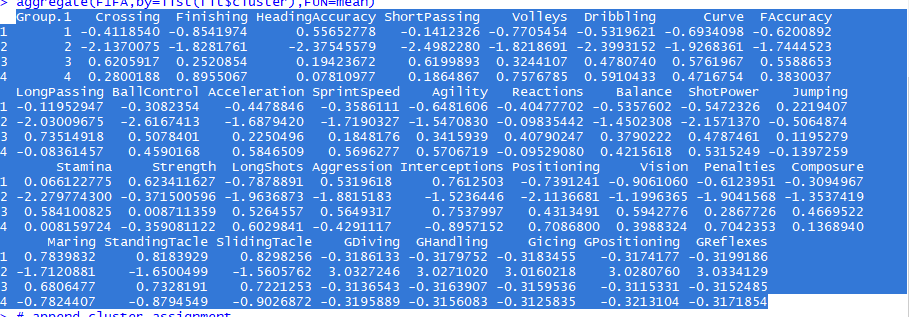 > aggregate(FIFA,by=list(fit$cluster),FUN=mean)
Group.1 Crossing Finishing HeadingAccuracy ShortPassing Volleys Dribbling Curve FAccuracy
1 1 -0.4118540 -0.8541974 0.55652778 -0.1412326 -0.7705454 -0.5319621 -0.6934098 -0.6200892
2 2 -2.1370075 -1.8281761 -2.37545579 -2.4982280 -1.8218691 -2.3993152 -1.9268361 -1.7444523
3 3 0.6205917 0.2520854 0.19423672 0.6199893 0.3244107 0.4780740 0.5761967 0.5588653
4 4 0.2800188 0.8955067 0.07810977 0.1864867 0.7576785 0.5910433 0.4716754 0.3830037
LongPassing BallControl Acceleration SprintSpeed Agility Reactions Balance ShotPower Jumping
1 -0.11952947 -0.3082354 -0.4478846 -0.3586111 -0.6481606 -0.40477702 -0.5357602 -0.5472326 0.2219407
2 -2.03009675 -2.6167413 -1.6879420 -1.7190327 -1.5470830 -0.09835442 -1.4502308 -2.1571370 -0.5064874
3 0.73514918 0.5078401 0.2250496 0.1848176 0.3415939 0.40790247 0.3790222 0.4787461 0.1195279
4 -0.08361457 0.4590168 0.5846509 0.5696277 0.5706719 -0.09529080 0.4215618 0.5315249 -0.1397259
Stamina Strength LongShots Aggression Interceptions Positioning Vision Penalties Composure
1 0.066122775 0.623411627 -0.7878891 0.5319618 0.7612503 -0.7391241 -0.9061060 -0.6123951 -0.3094967
2 -2.279774300 -0.371500596 -1.9636873 -1.8815183 -1.5236446 -2.1136681 -1.1996365 -1.9041568 -1.3537419
3 0.584100825 0.008711359 0.5264557 0.5649317 0.7537997 0.4313491 0.5942776 0.2867726 0.4669522
4 0.008159724 -0.359081122 0.6029841 -0.4291117 -0.8957152 0.7086800 0.3988324 0.7042353 0.1368940
Maring StandingTacle SlidingTacle GDiving GHandling Gicing GPositioning GReflexes
1 0.7839832 0.8183929 0.8298256 -0.3186133 -0.3179752 -0.3183455 -0.3174177 -0.3199186
2 -1.7120881 -1.6500499 -1.5605762 3.0327246 3.0271020 3.0160218 3.0280760 3.0334129
3 0.6806477 0.7328191 0.7221253 -0.3136543 -0.3163907 -0.3159536 -0.3115331 -0.3152485
4 -0.7824407 -0.8794549 -0.9026872 -0.3195889 -0.3156083 -0.3125835 -0.3213104 -0.3171854
> # append cluster assignment